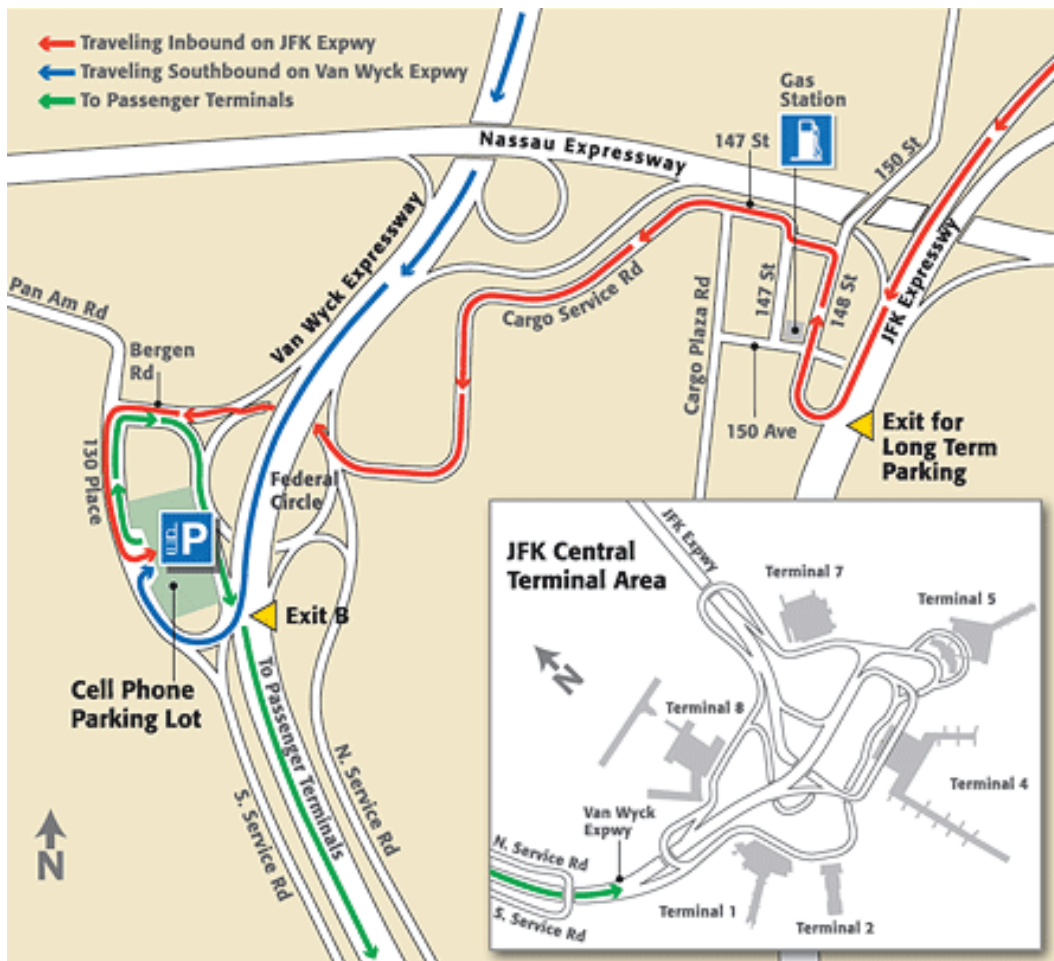 Traveling Inbound on JFK Expwy
Traveling Southbound on Van Wyck Expwy
To Passenger Terminals
Gas
Station
Nassau Expressway
147 St
150 St
JFK Expresswy
Van Wyck Expressway
Pan Am Rd
Bergen
Rd
Cargo Service Rd
Cargo Plaza Rd
147 St
148 St
150 Ave
Exit for
Long Term
Parking
130 Place
Federal
Circle
P
Exit B
Cell Phone
Parking Lot
To Passenger Terminals
N. Service Rd
S. Service Rd
N
JFK Central
Terminal Area
JFK Expwy
Terminal 7
Terminal 5
N
Terminal 8
Terminal 4
Van Wyck
Expwy
N. Service Rd
S. Service Rd
Terminal 1
Terminal 2